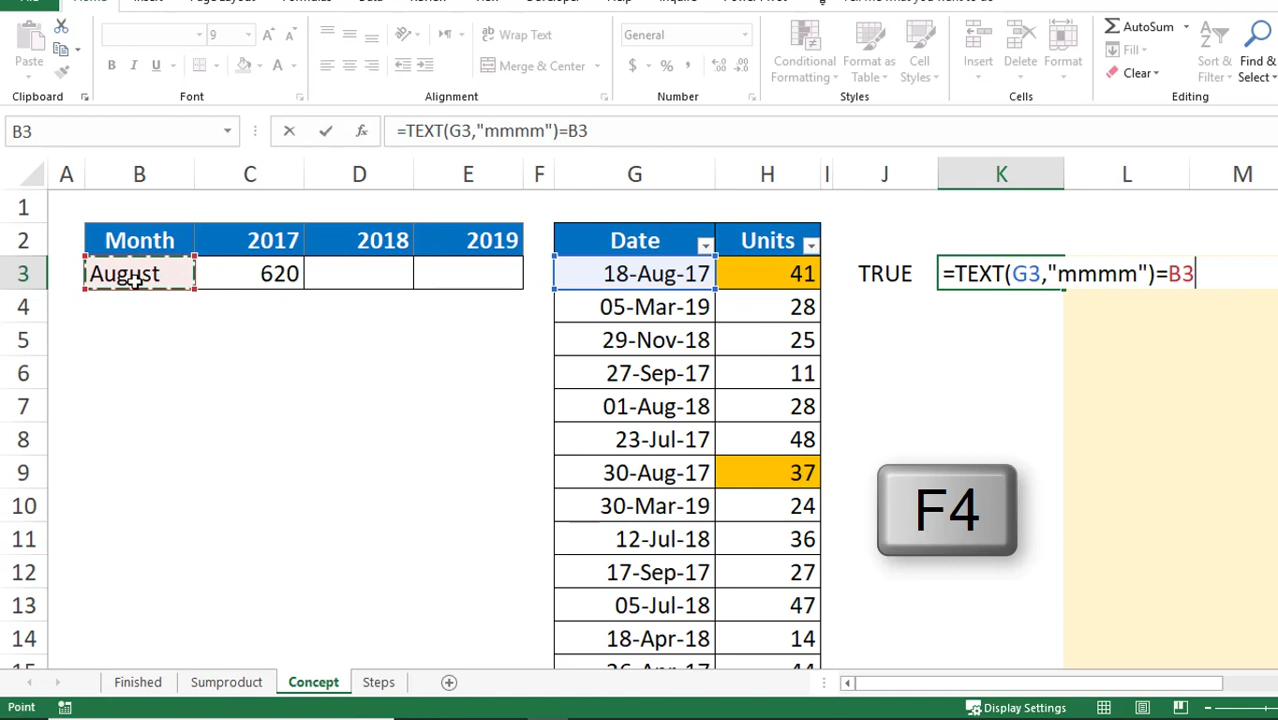 9
Wrap Text
General
AutoSum
Paste
B I U
Merge & Center
$ % ,
Conditional Formatting
Format as Table
Cell Styles
Insert
Delete
Format
Fill
Clear
Sort & Filter
Find & Select
Clipboard
Font
Alignment
Number
Styles
Cells
Editing
B3
fx
=TEXT(G3,"mmmm")=B3
A B C D E F G H I J K L M
1
2 Month 2017 2018 2019 Date Units
3 August 620 18-Aug-17 41 TRUE =TEXT(G3,"mmmm")=B3
4 05-Mar-19 28
5 29-Nov-18 25
6 27-Sep-17 11
7 01-Aug-18 28
8 23-Jul-17 48
9 30-Aug-17 37
10 30-Mar-19 24
11 12-Jul-18 36
12 17-Sep-17 27
13 05-Jul-18 47
14 18-Apr-18 14
F4
Finished Sumproduct Concept Steps
Point
Display Settings